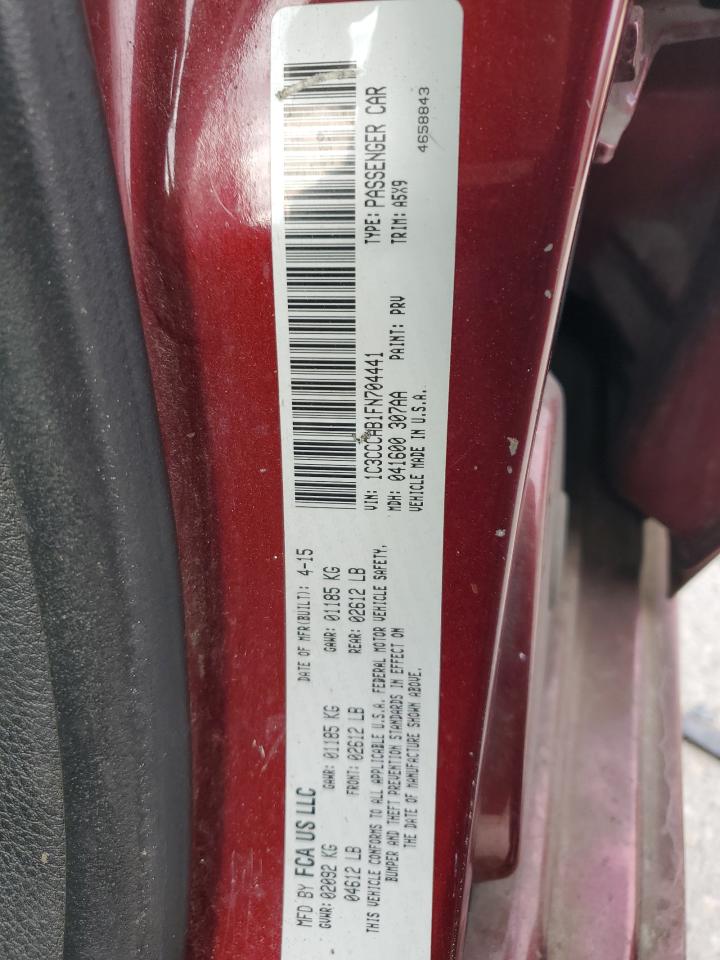 MFD BY FCA US LLC
DATE OF MFR(BUILT): 4-15
GVWR: 02092 KG
GAWR: 01185 KG
GAWR: 01185 KG
04612 LB
FRONT: 02612 LB
REAR: 02612 LB
THIS VEHICLE CONFORMS TO ALL APPLICABLE U.S.A. FEDERAL MOTOR VEHICLE SAFETY,
BUMPER AND THEFT PREVENTION STANDARDS IN EFFECT ON
THE DATE OF MANUFACTURE SHOWN ABOVE.
VIN: 1C3CCCAB1FN704441
TYPE: PASSENGER CAR
MDH: 041600 307AA
PAINT: PRV
TRIM: A5X9
VEHICLE MADE IN U.S.A.
4658843